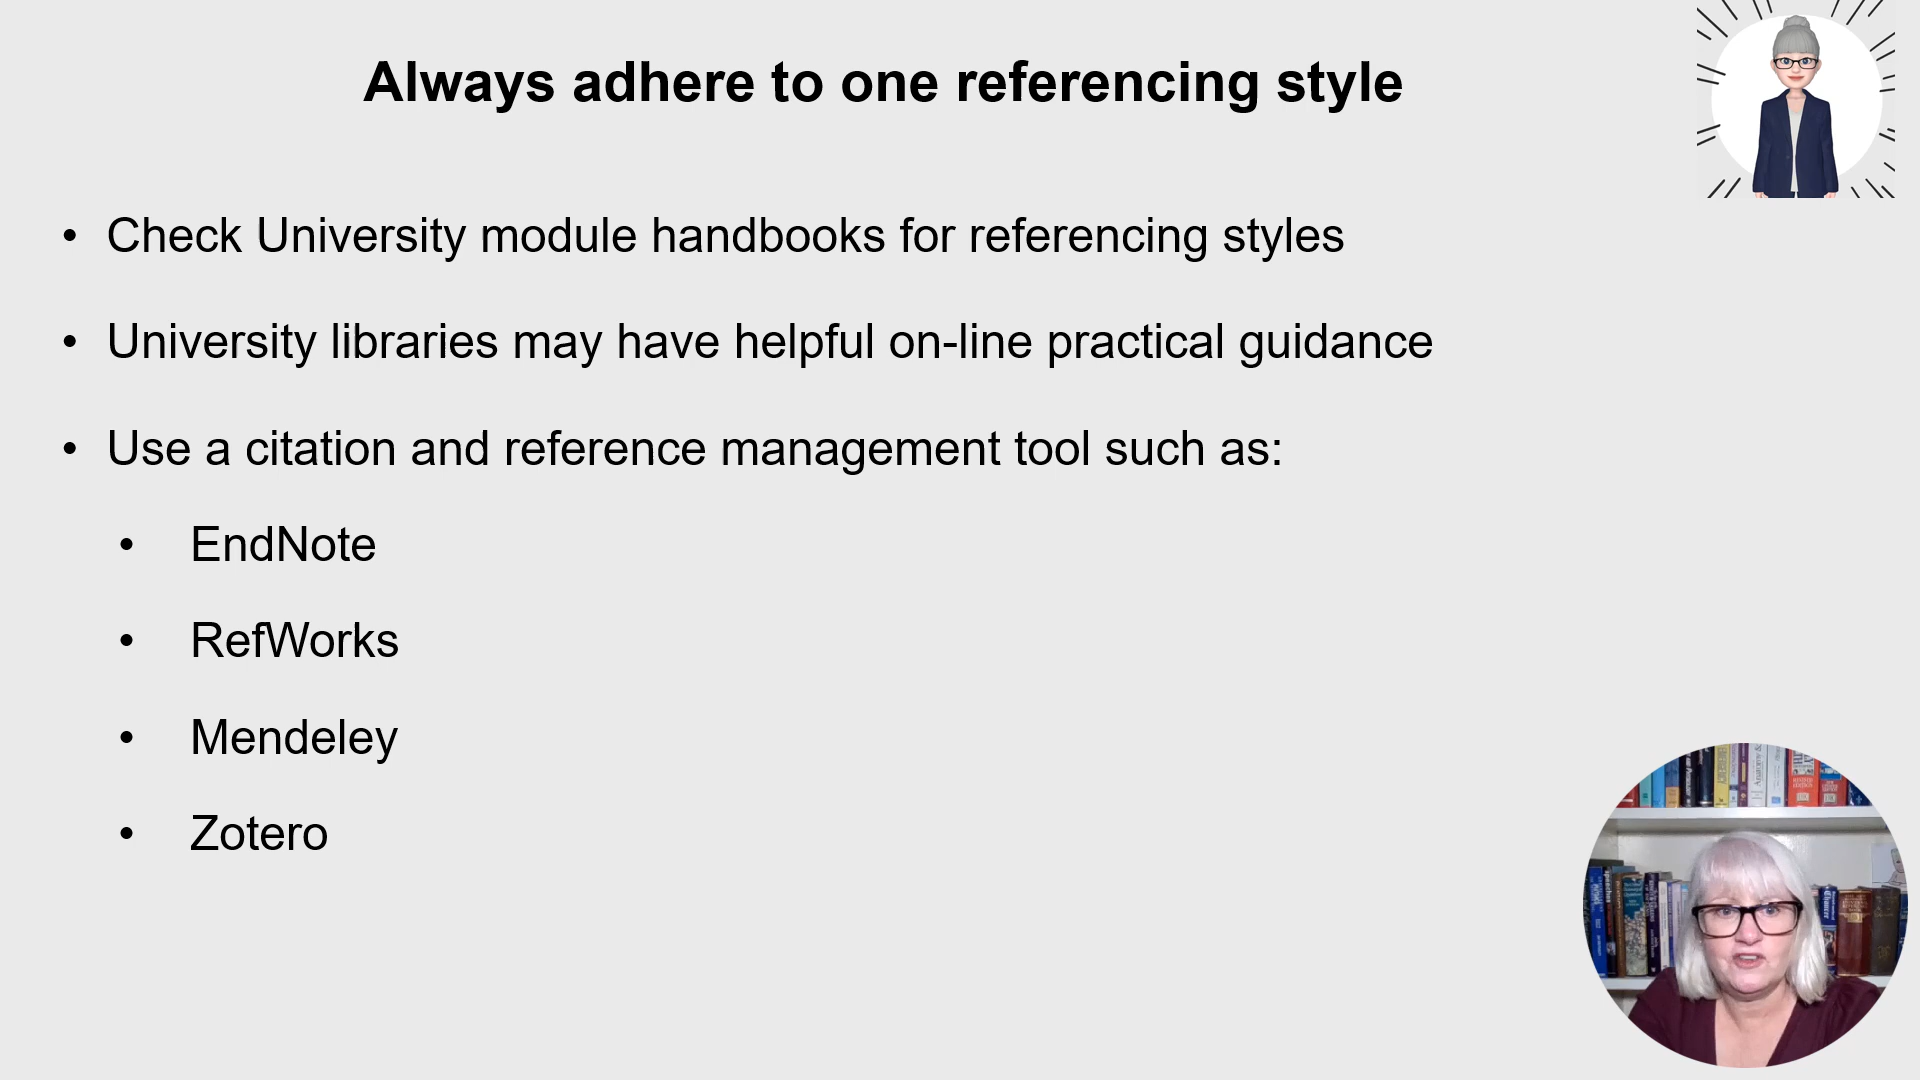 Always adhere to one referencing style
• Check University module handbooks for referencing styles
• University libraries may have helpful on-line practical guidance
• Use a citation and reference management tool such as:
• EndNote
• RefWorks
• Mendeley
• Zotero